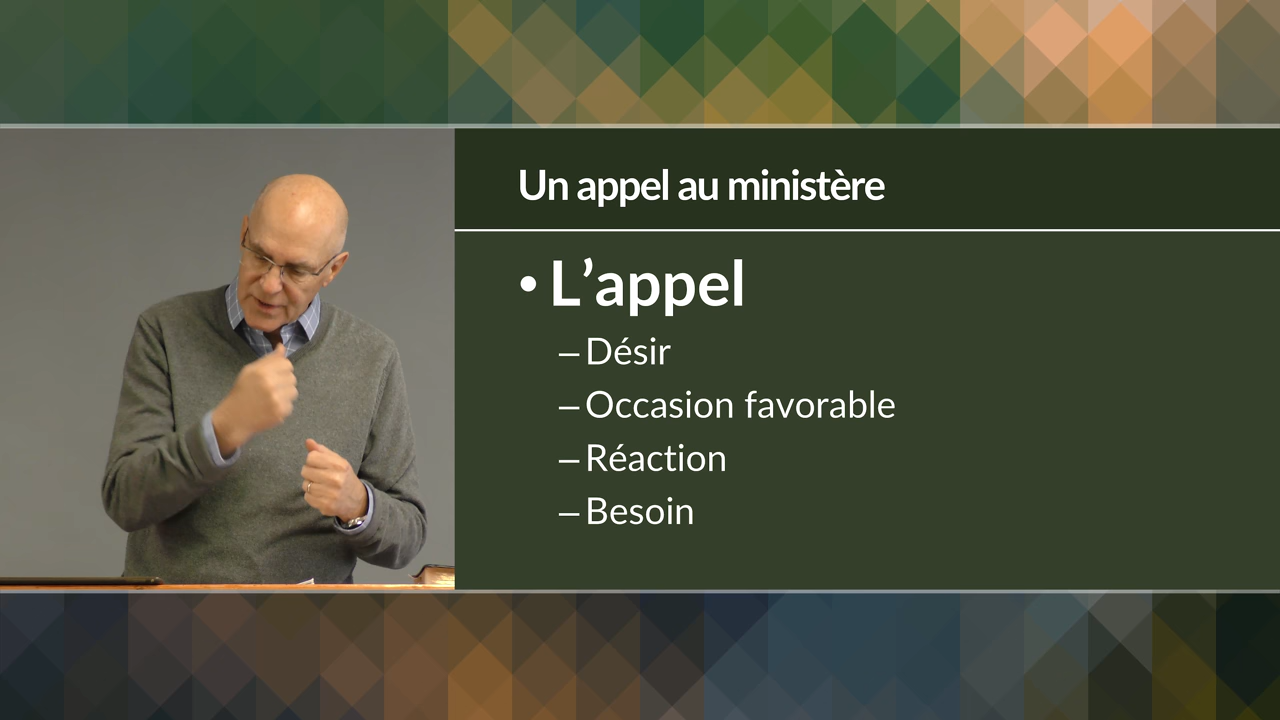 Un appel au ministère
• L’appel
– Désir
– Occasion favorable
– Réaction
– Besoin